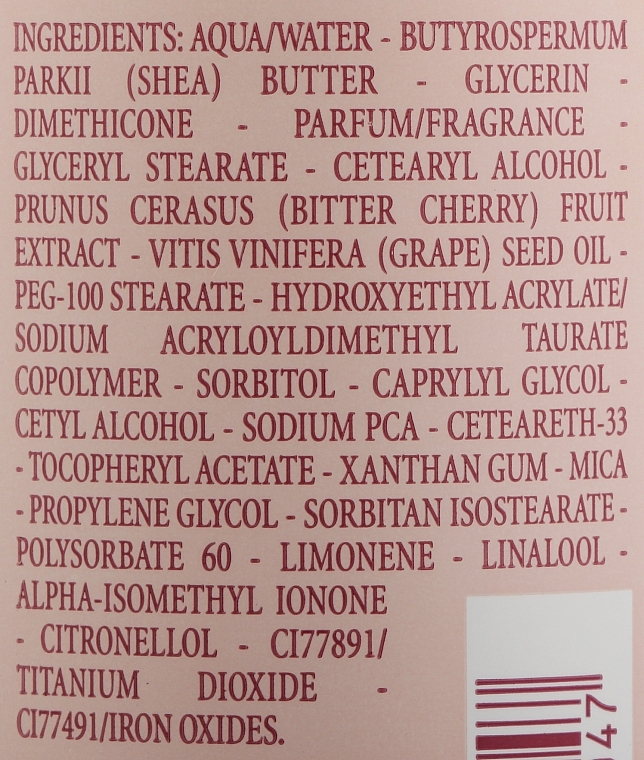 INGREDIENTS: AQUA/WATER - BUTYROSPERMUM
PARKII (SHEA) BUTTER - GLYCERIN -
DIMETHICONE - PARFUM/FRAGRANCE -
GLYCERYL STEARATE - CETEARYL ALCOHOL -
PRUNUS CERASUS (BITTER CHERRY) FRUIT
EXTRACT - VITIS VINIFERA (GRAPE) SEED OIL -
PEG-100 STEARATE - HYDROXYETHYL ACRYLATE/
SODIUM ACRYLOYLDIMETHYL TAURATE
COPOLYMER - SORBITOL - CAPRYLYL GLYCOL -
CETYL ALCOHOL - SODIUM PCA - CETEARETH-33
- TOCOPHERYL ACETATE - XANTHAN GUM - MICA
- PROPYLENE GLYCOL - SORBITAN ISOSTEARATE -
POLYSORBATE 60 - LIMONENE - LINALOOL -
ALPHA-ISOMETHYL IONONE
- CITRONELLOL - CI77891/
TITANIUM DIOXIDE -
CI77491/IRON OXIDES.
47